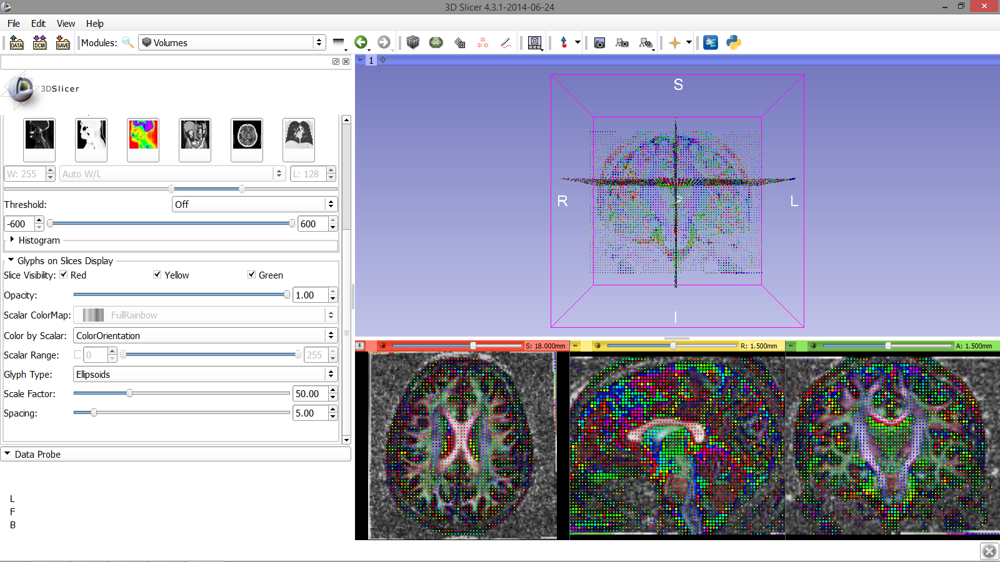 3D Slicer 4.3.1-2014-06-24
File Edit View Help
DATA DCM SAVE Modules: Volumes
1
3DSlicer
W: 255 Auto W/L L: 128
Threshold: Off
-600 600
Histogram
Glyphs on Slices Display
Slice Visibility: Red Yellow Green
Opacity: 1.00
Scalar ColorMap: FullRainbow
Color by Scalar: ColorOrientation
Scalar Range: 0 255
Glyph Type: Ellipsoids
Scale Factor: 50.00
Spacing: 5.00
Data Probe
L
F
B
S
R L
I
S: 18.000mm R: 1.500mm A: 1.500mm